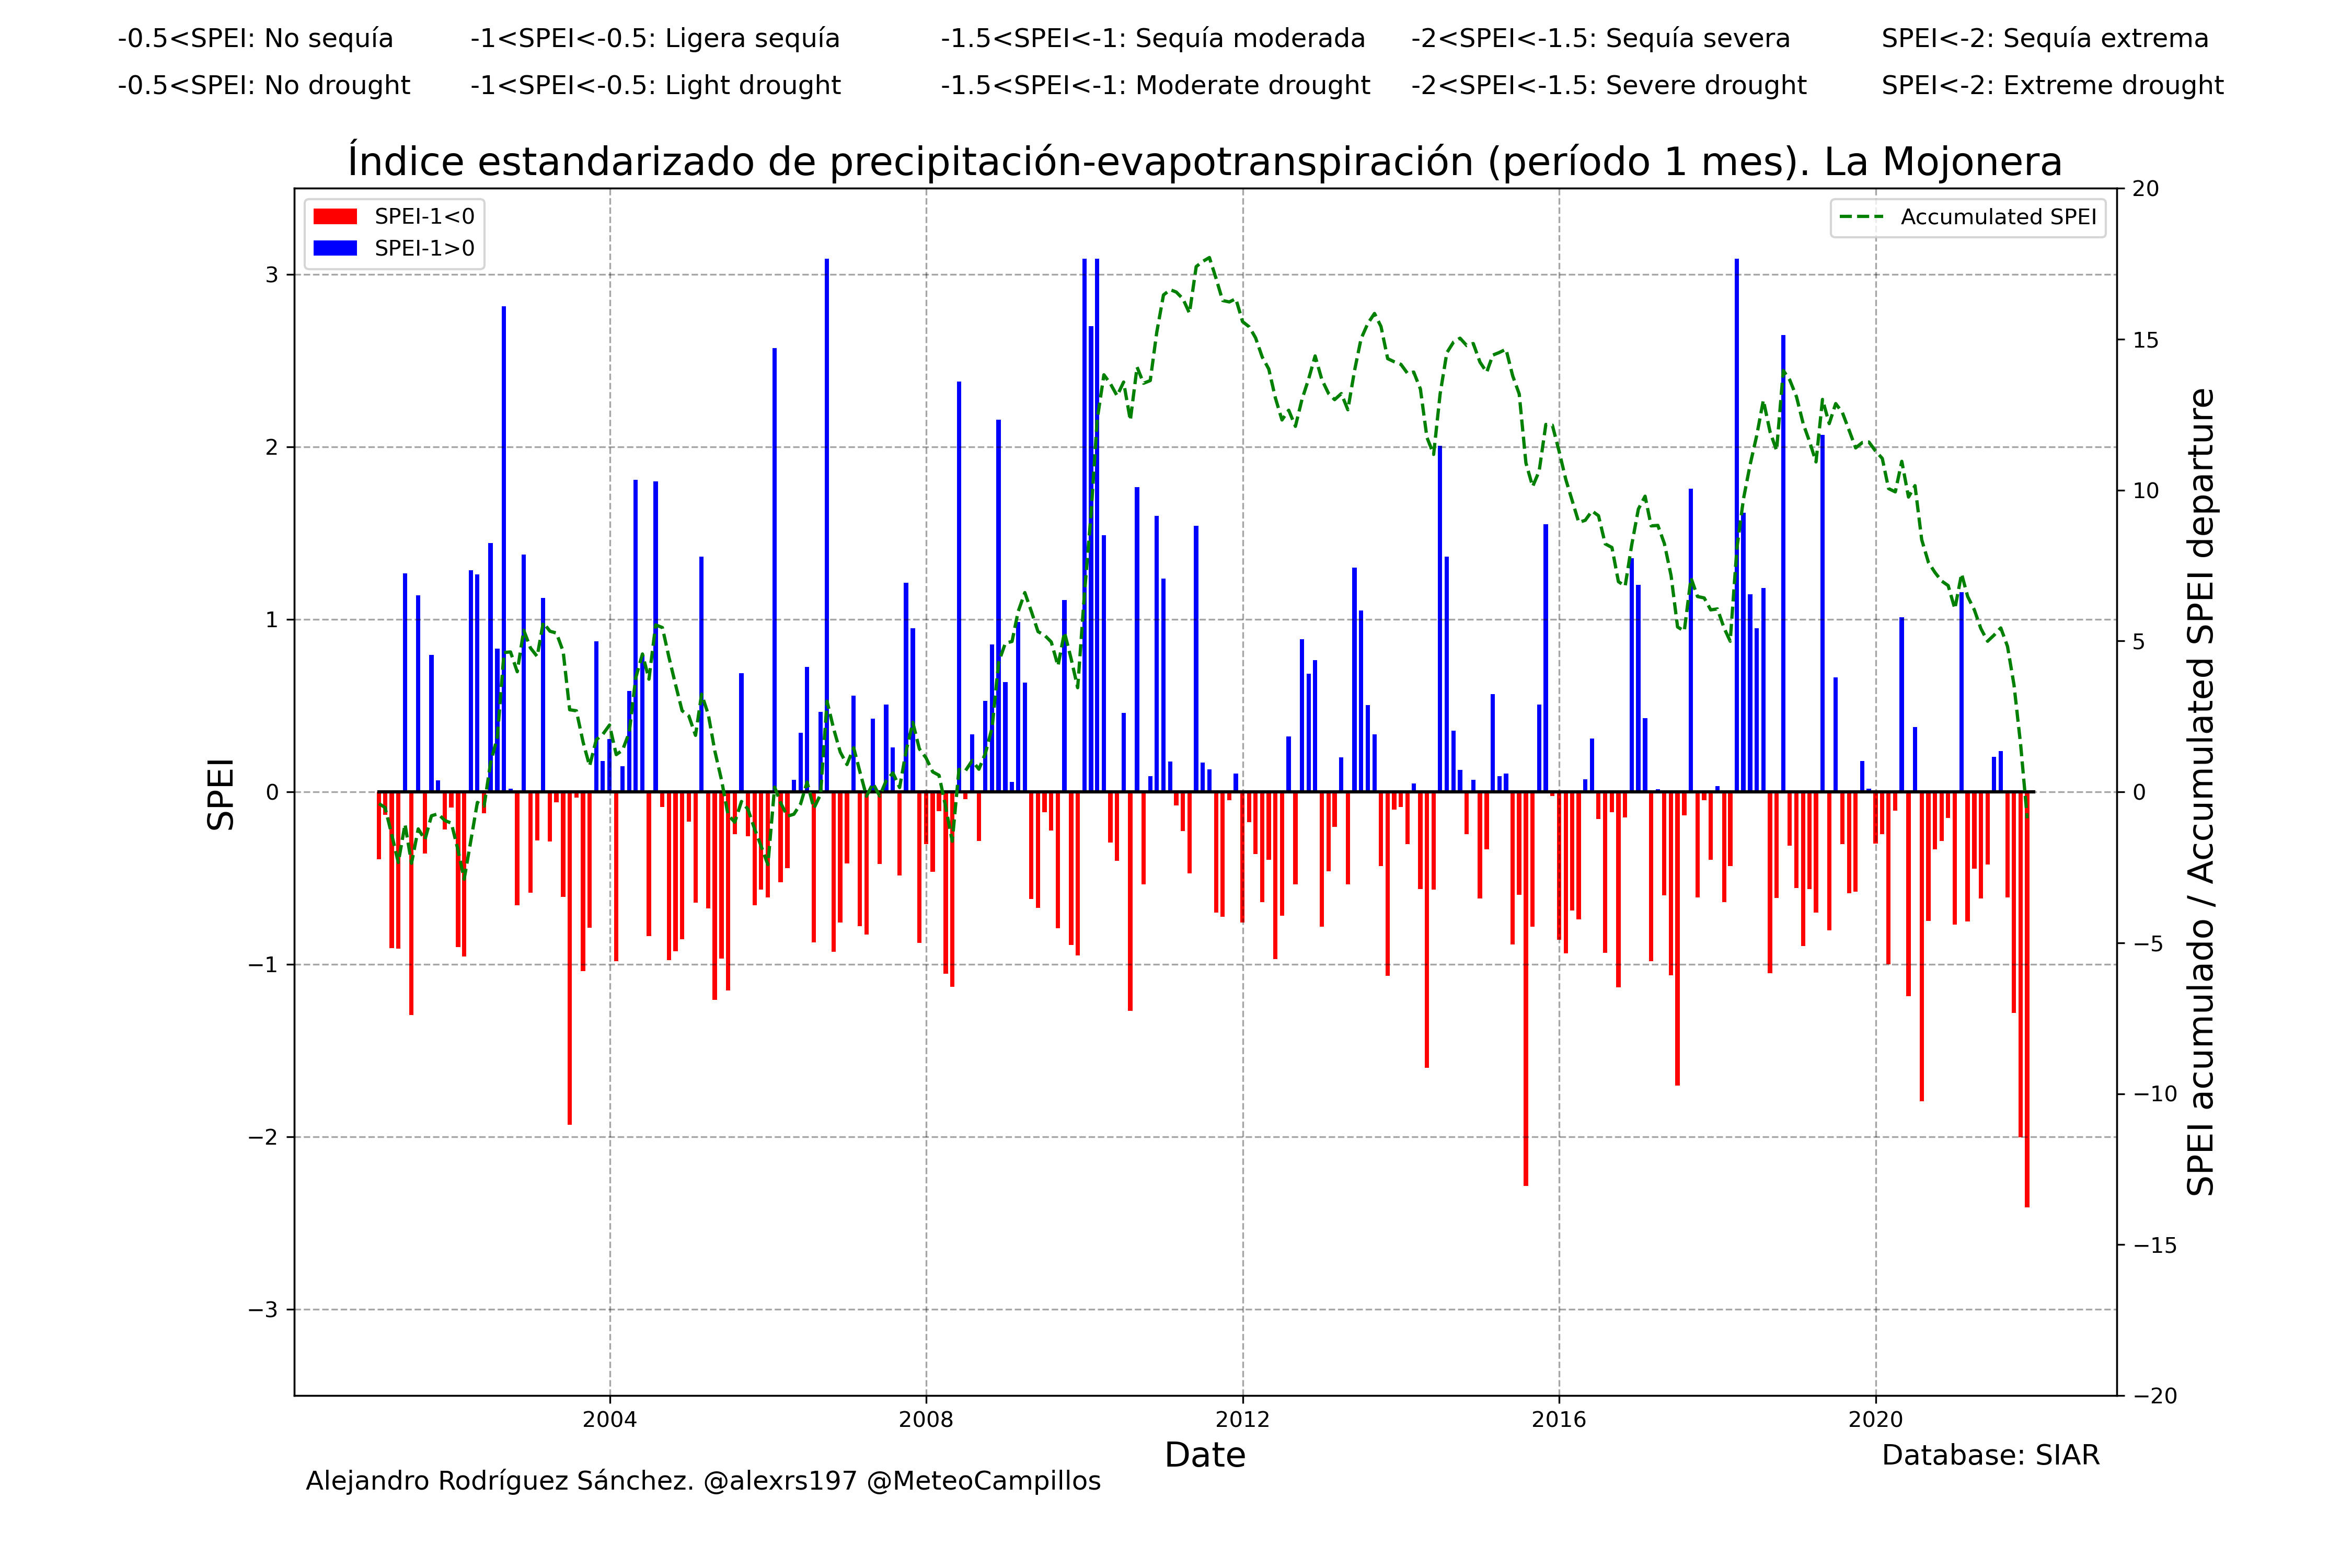 -0.5<SPEI: No sequía -1<SPEI<-0.5: Ligera sequía -1.5<SPEI<-1: Sequía moderada -2<SPEI<-1.5: Sequía severa SPEI<-2: Sequía extrema
-0.5<SPEI: No drought -1<SPEI<-0.5: Light drought -1.5<SPEI<-1: Moderate drought -2<SPEI<-1.5: Severe drought SPEI<-2: Extreme drought
Índice estandarizado de precipitación-evapotranspiración (período 1 mes). La Mojonera
SPEI-1<0
SPEI-1>0
Accumulated SPEI
SPEI
3
2
1
0
−1
−2
−3
20
15
10
5
0
−5
−10
−15
−20
SPEI acumulado / Accumulated SPEI departure
2004 2008 2012 2016 2020
Date
Database: SIAR
Alejandro Rodríguez Sánchez. @alexrs197 @MeteoCampillos